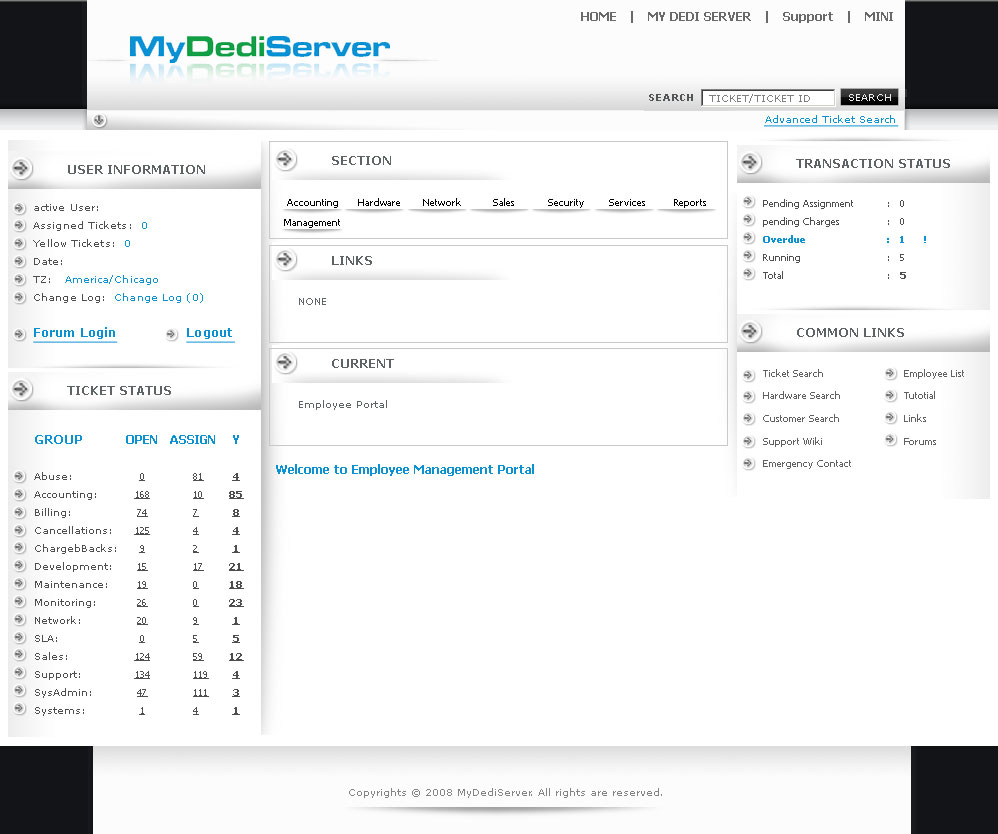 HOME | MY DEDI SERVER | Support | MINI
MyDediServer
SEARCH TICKET/TICKET ID SEARCH
Advanced Ticket Search
USER INFORMATION
active User:
Assigned Tickets: 0
Yellow Tickets: 0
Date:
TZ: America/Chicago
Change Log: Change Log (0)
Forum Login Logout
TICKET STATUS
GROUP OPEN ASSIGN Y
Abuse: 0 81 4
Accounting: 168 10 85
Billing: 74 7 8
Cancellations: 125 4 4
ChargebBacks: 9 2 1
Development: 15 17 21
Maintenance: 19 0 18
Monitoring: 26 0 23
Network: 20 9 1
SLA: 0 5 5
Sales: 124 59 12
Support: 134 119 4
SysAdmin: 47 111 3
Systems: 1 4 1
SECTION
Accounting Hardware Network Sales Security Services Reports
Management
LINKS
NONE
CURRENT
Employee Portal
Welcome to Employee Management Portal
TRANSACTION STATUS
Pending Assignment : 0
pending Charges : 0
Overdue : 1 !
Running : 5
Total : 5
COMMON LINKS
Ticket Search Employee List
Hardware Search Tutotial
Customer Search Links
Support Wiki Forums
Emergency Contact
Copyrights © 2008 MyDediServer. All rights are reserved.